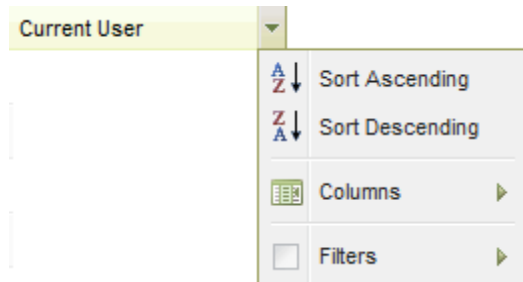 Current User
A
Z
Sort Ascending
Z
A
Sort Descending
Columns
Filters